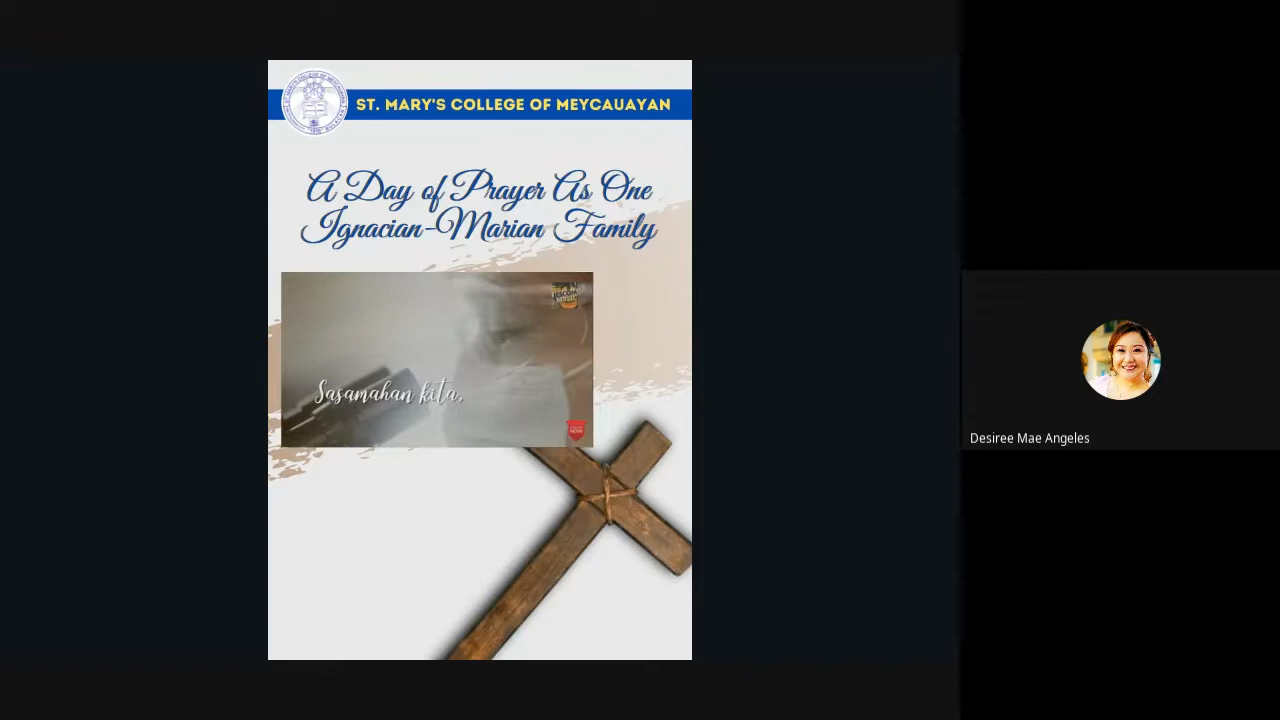 ST. MARY'S COLLEGE OF MEYCAUAYAN
A Day of Prayer As One
Ignacian-Marian Family
Sasamahan kita,
Desiree Mae Angeles